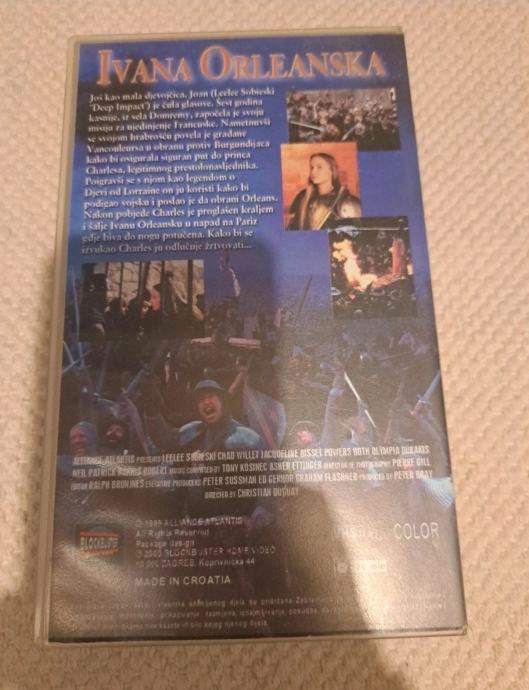 IVANA ORLEANSKA
Još kao mala djevojčica, Joan (Leelee Sobieski
'Deep Impact') je čula glasove. Šest godina
kasnije, iz sela Domremy, započela je svoju
misiju za ujedinjenje Francuske. Nametnuvši
se svojom hrabrošću povela je građane
Vancouleursa u obranu protiv Burgundijaca
kako bi osigurala siguran put do princa
Charlesa, legitimnog prestolonasljednika.
Poigravši se s njom kao legendom o
Djevi od Lorraine on ju koristi kako bi
podigao vojsku i poslao je da obrani Orleans.
Nakon pobjede Charles je proglašen kraljem
i šalje Ivanu Orleansku u napad na Pariz
gdje biva do nogu potučena. Kako bi se
izvukao Charles ju odlučuje žrtvovati...
ALLIANCE ATLANTIS PRESENTS LEELEE SOBIESKI CHAD WILLET JACQUELINE BISSET POWERS BOTH OLYMPIA DUKAKIS
NEIL PATRICK HARRIS ROBERT MUSIC COMPOSED BY TONY KOSINEC ASHER ETTINGER DIRECTOR OF PHOTOGRAPHY PIERRE GILL
EDITOR RALPH BRUNJNES EXECUTIVE PRODUCERS PETER SUSSMAN ED GERNON GRAHAM FLASHNER PRODUCED BY PETER BRAY
DIRECTED BY CHRISTIAN DUGUAY
BLOCKBUSTER
© 1999 ALLIANCE ATLANTIS
All Rights Reserved
Package design
© 2000 BLOCKBUSTER HOME VIDEO
10 000 ZAGREB, Koprivnička 44
MADE IN CROATIA
VHS
COLOR